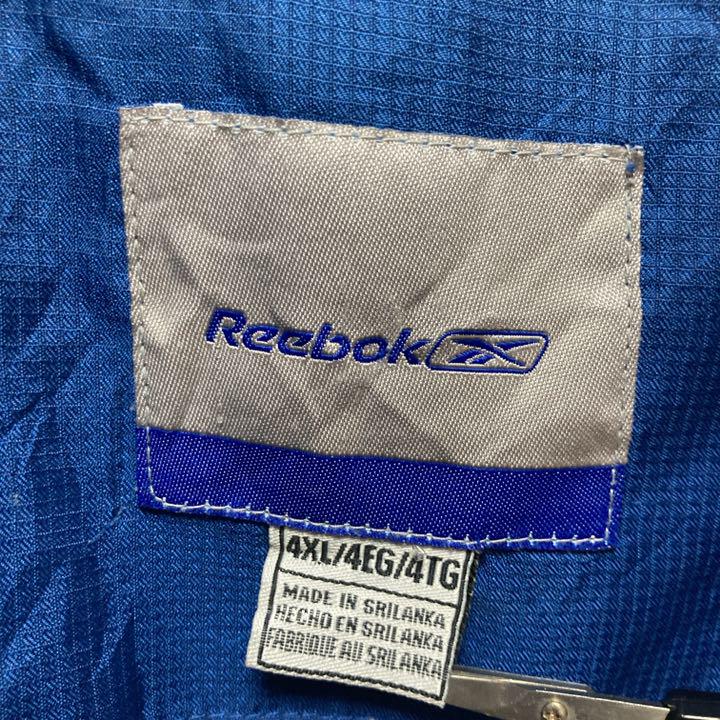 Reebok
4XL/4EG/4TG
MADE IN SRILANKA
HECHO EN SRILANKA
FABRIQUE AU SRILANKA